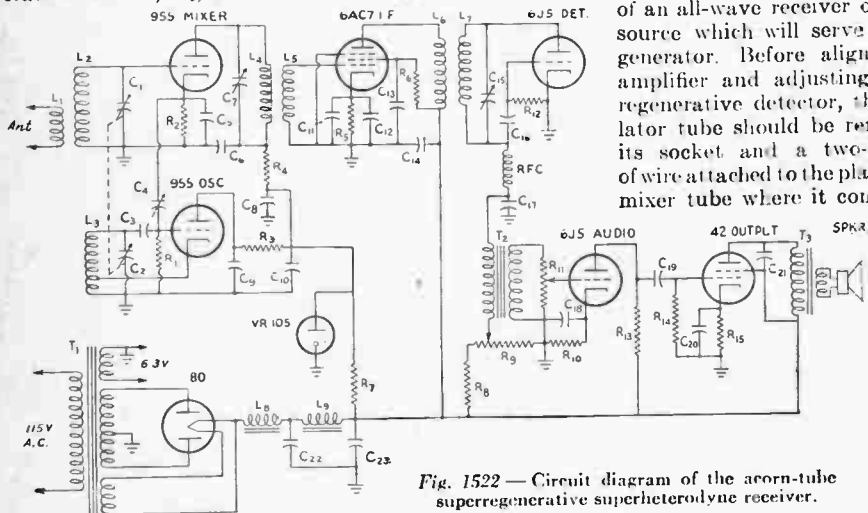 955 MIXER
6AC7 I F
6J5 DET.
L1
L2
C1
R2
C5
C6
C7
L4
L5
C11
R5
C12
C13
R6
C14
L6
L7
C15
R12
C16
RFC
C17
Ant
C4
955 OSC
L3
C3
C2
R1
R3
R4
C8
C9
C10
VR 105
R7
T2
6J5 AUDIO
R11
C18
R9
R10
R8
R13
C19
R14
42 OUTPUT
C20
R15
C21
T3
SPKR
T1
6.3V
80
115V
A.C.
L8
L9
C22
C23
of an all-wave receiver
source which will serve
generator. Before align
amplifier and adjusting
regenerative detector, th
lator tube should be re
its socket and a two-
of wire attached to the pla
mixer tube where it con
Fig. 1522 — Circuit diagram of the acorn-tube
superregenerative superheterodyne receiver.